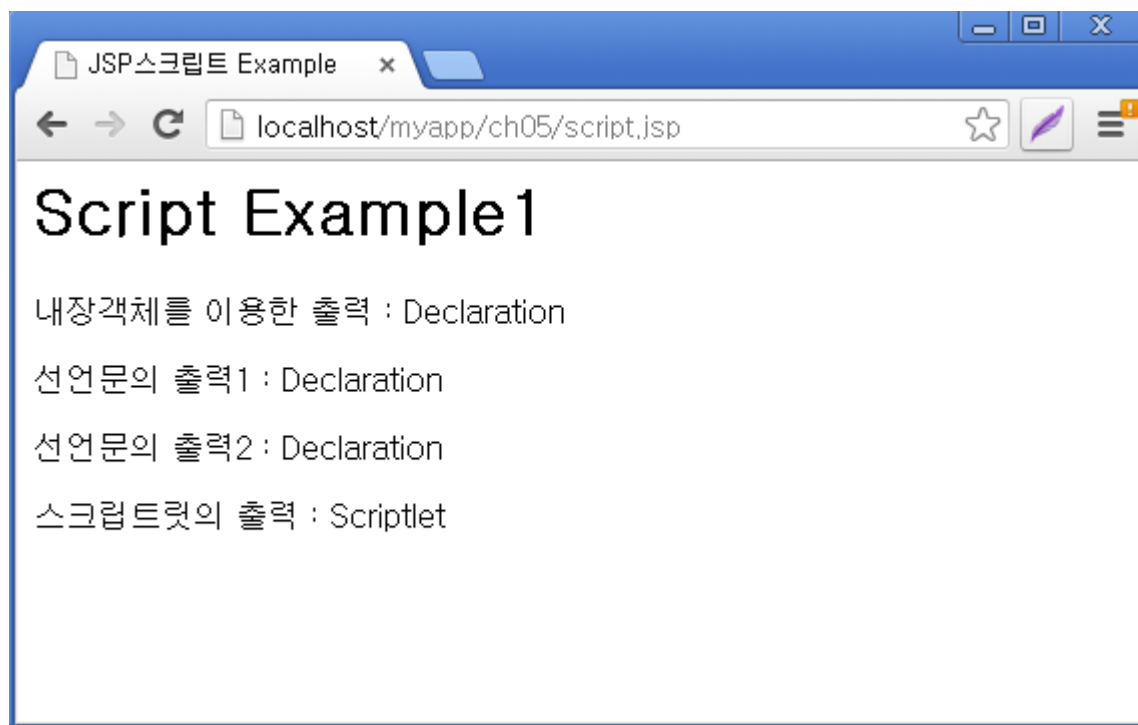 JSP스크립트 Example
localhost/myapp/ch05/script.jsp
Script Example1
내장객체를 이용한 출력 : Declaration
선언문의 출력1 : Declaration
선언문의 출력2 : Declaration
스크립트릿의 출력 : Scriptlet